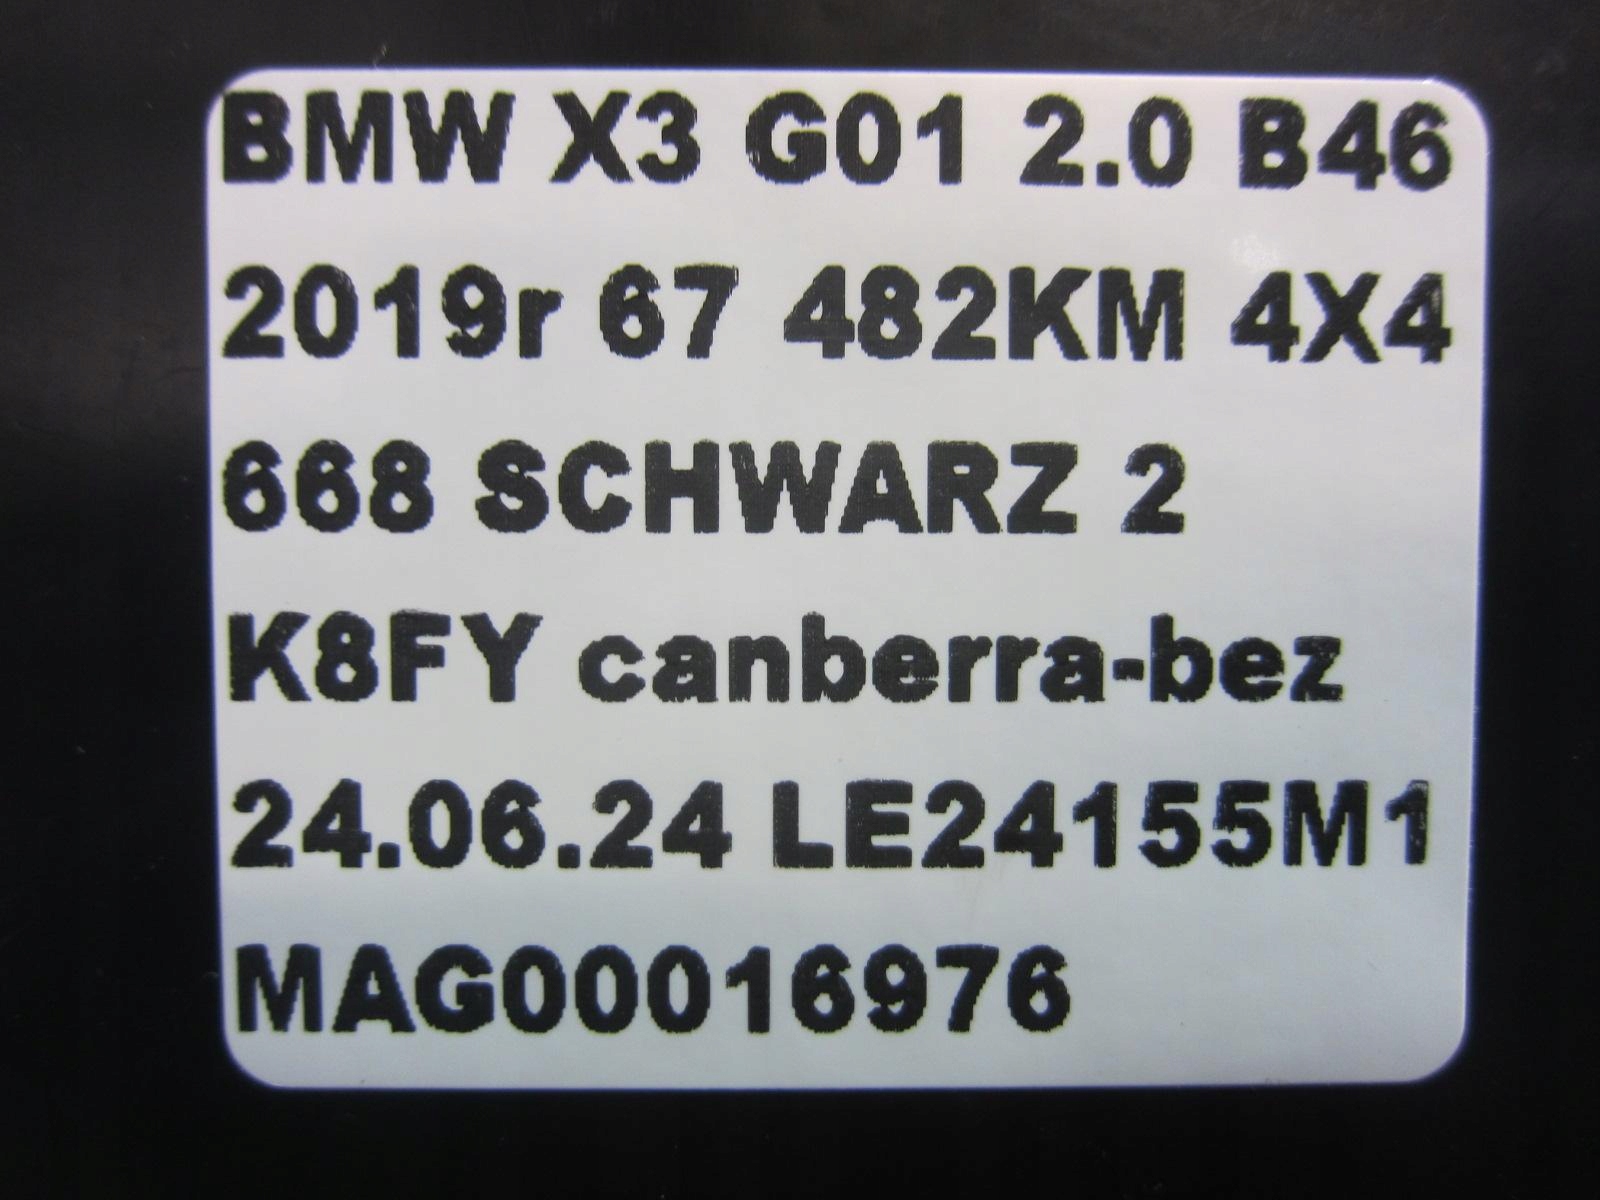 BMW X3 G01 2.0 B46
2019r 67 482KM 4X4
668 SCHWARZ 2
K8FY canberra-bez
24.06.24 LE24155M1
MAG00016976